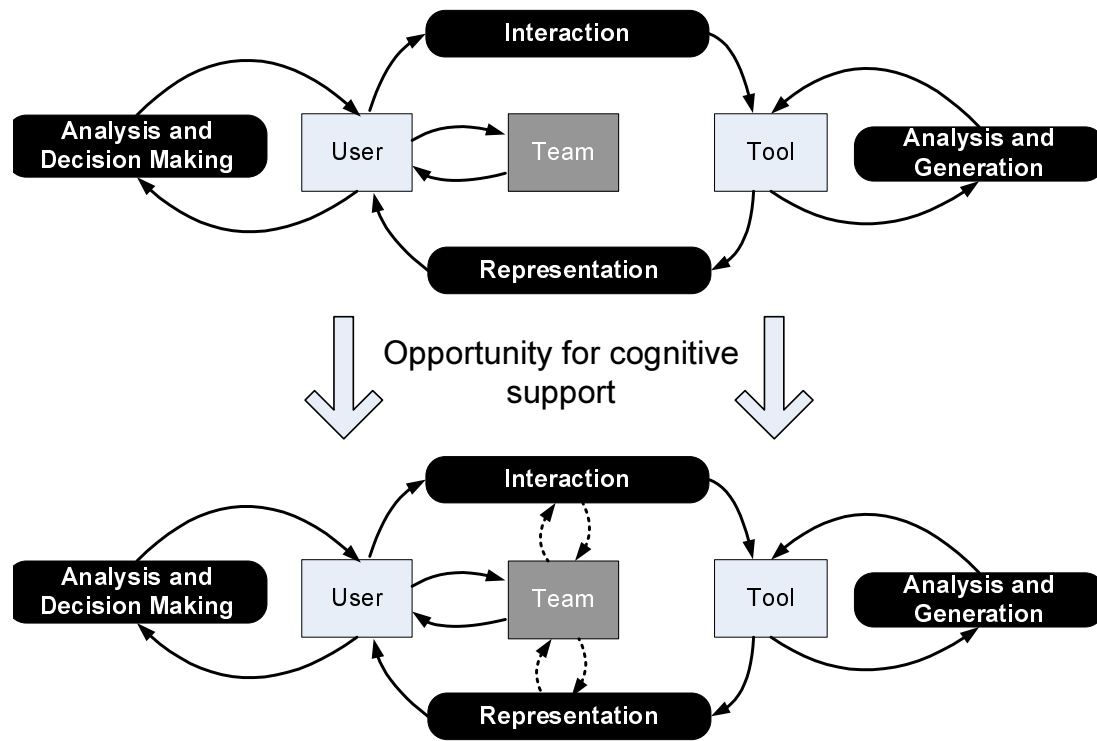 Interaction
Analysis and
Decision Making
User
Team
Tool
Analysis and
Generation
Representation
Opportunity for cognitive
support
Interaction
Analysis and
Decision Making
User
Team
Tool
Analysis and
Generation
Representation